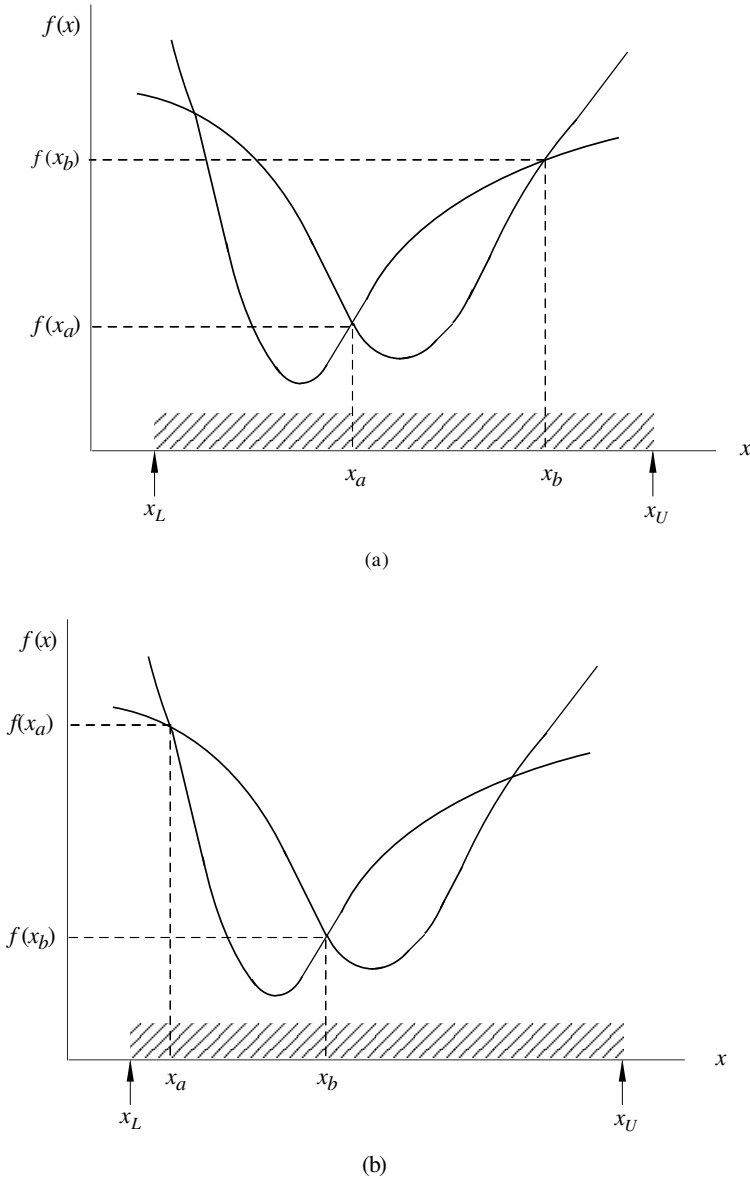 f(x)
f(x_b)
f(x_a)
x
x_a
x_b
x_L
x_U
(a)
f(x)
f(x_a)
f(x_b)
x
x_a
x_b
x_L
x_U
(b)